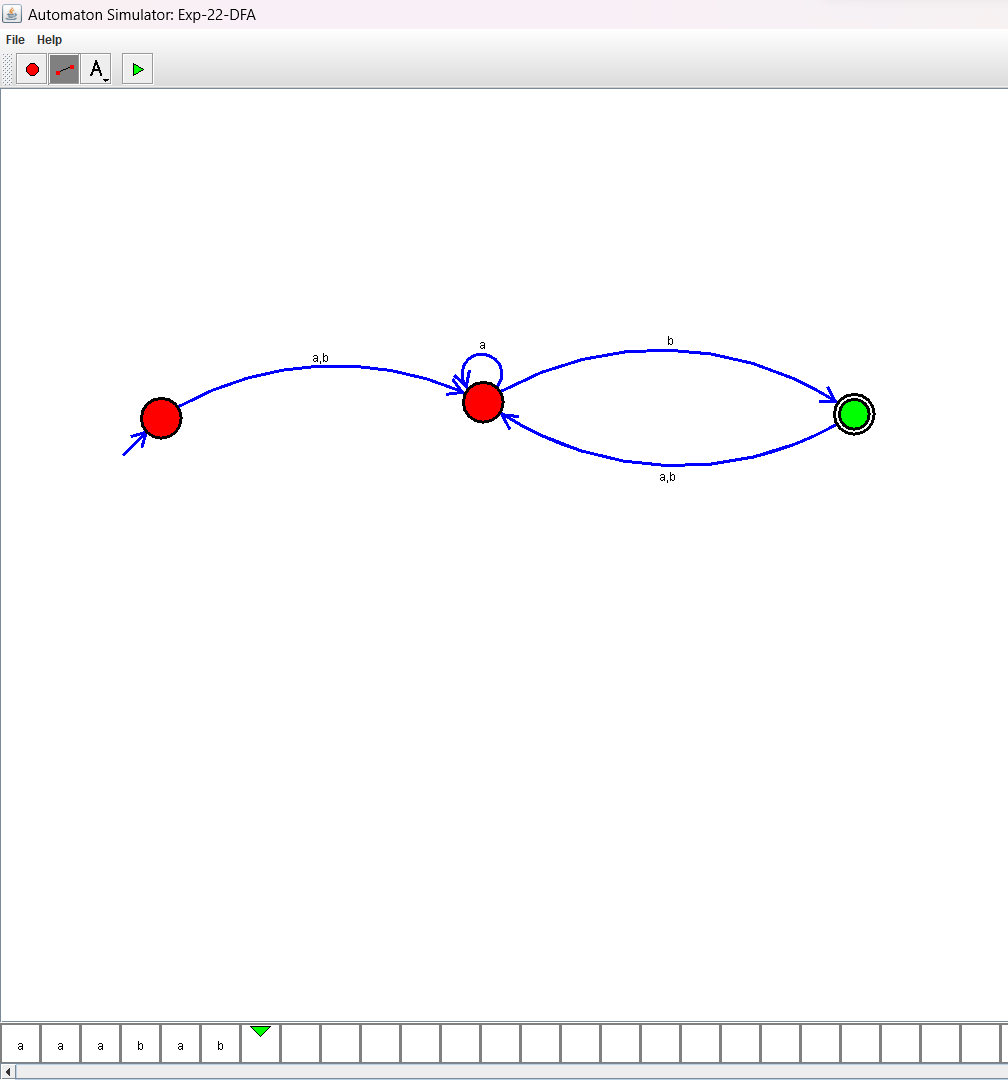 Automaton Simulator: Exp-22-DFA
File Help
A
b
a
a,b
a,b
a a a b a b